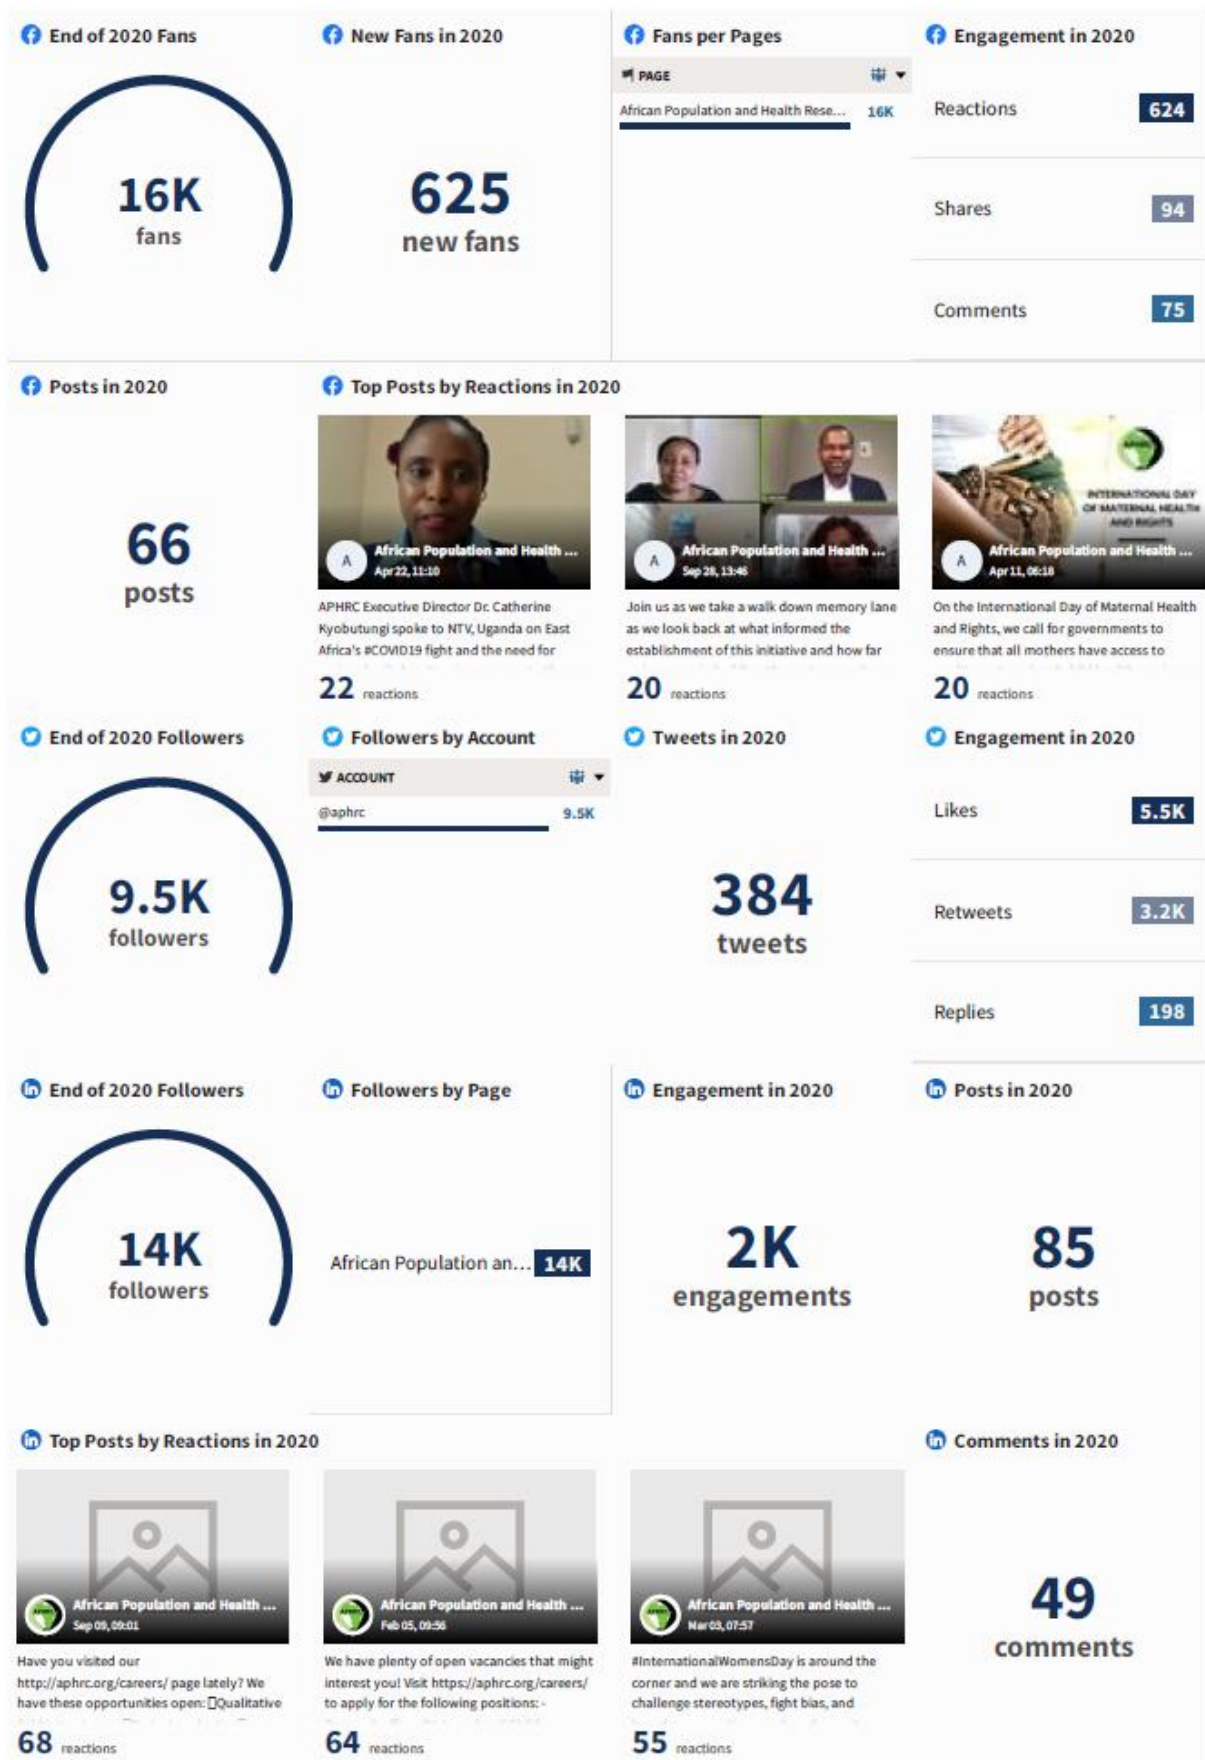 End of 2020 Fans
New Fans in 2020
Fans per Pages
Engagement in 2020
16K
fans
625
new fans
PAGE
African Population and Health Rese...
16K
Reactions
624
Shares
94
Comments
75
Posts in 2020
Top Posts by Reactions in 2020
66
posts
A
African Population and Health ...
Apr 22, 11:10
APHRC Executive Director Dr. Catherine
Kyobutungi spoke to NTV, Uganda on East
Africa's #COVID19 fight and the need for
22 reactions
A
African Population and Health ...
Sep 28, 13:46
Join us as we take a walk down memory lane
as we look back at what informed the
establishment of this initiative and how far
20 reactions
INTERNATIONAL DAY
OF MATERNAL HEALTH
AND RIGHTS
A
African Population and Health ...
Apr 11, 06:18
On the International Day of Maternal Health
and Rights, we call for governments to
ensure that all mothers have access to
20 reactions
End of 2020 Followers
Followers by Account
Tweets in 2020
Engagement in 2020
9.5K
followers
ACCOUNT
@aphrc
9.5K
384
tweets
Likes
5.5K
Retweets
3.2K
Replies
198
End of 2020 Followers
Followers by Page
Engagement in 2020
Posts in 2020
14K
followers
African Population an...
14K
2K
engagements
85
posts
Top Posts by Reactions in 2020
Comments in 2020
African Population and Health ...
Sep 09, 09:01
Have you visited our
http://aphrc.org/careers/ page lately? We
have these opportunities open: Qualitative
68 reactions
African Population and Health ...
Feb 05, 09:56
We have plenty of open vacancies that might
interest you! Visit https://aphrc.org/careers/
to apply for the following positions: -
64 reactions
African Population and Health ...
Mar 03, 07:57
#InternationalWomensDay is around the
corner and we are striking the pose to
challenge stereotypes, fight bias, and
55 reactions
49
comments